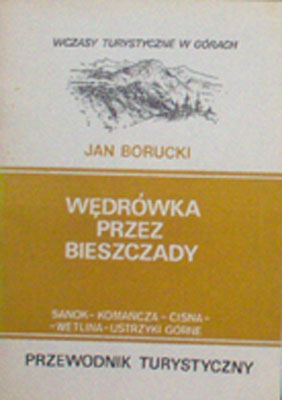 WCZASY TURYSTYCZNE W GÓRACH
JAN BORUCKI
WĘDRÓWKA
PRZEZ
BIESZCZADY
SANOK-KOMAŃCZA-CISNA-
-WETLINA-USTRZYKI GÓRNE
PRZEWODNIK TURYSTYCZNY